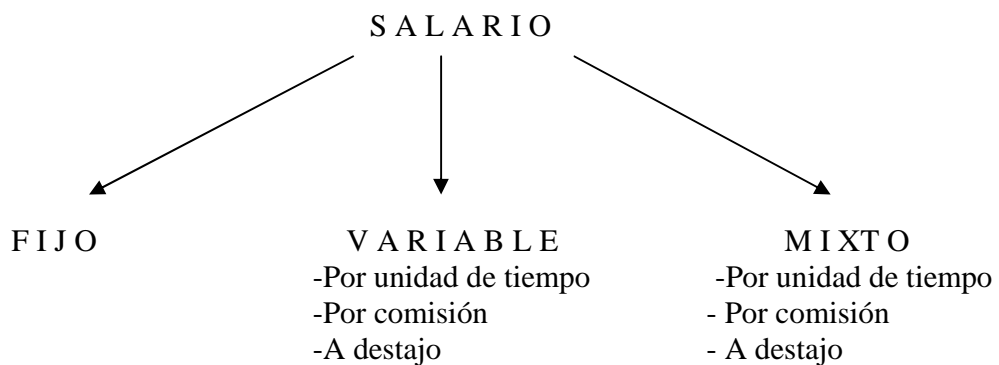 S A L A R I O
F I J O
V A R I A B L E
-Por unidad de tiempo
-Por comisión
-A destajo
M I XT O
-Por unidad de tiempo
- Por comisión
- A destajo